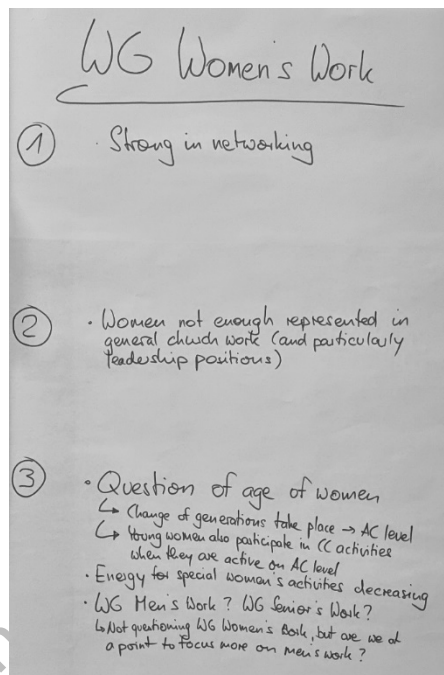 WG Women's Work
① · Strong in networking
② · Women not enough represented in
general church work (and particularly
leadership positions)
③ · Question of age of women
↳ Change of generations take place → AC level
↳ Young women also participate in CC activities
when they are active on AC level
· Energy for special women's activities decreasing
· WG Men's Work? WG Senior's Work?
↳ Not questioning WG Women's Work, but are we at
a point to focus more on men's work?